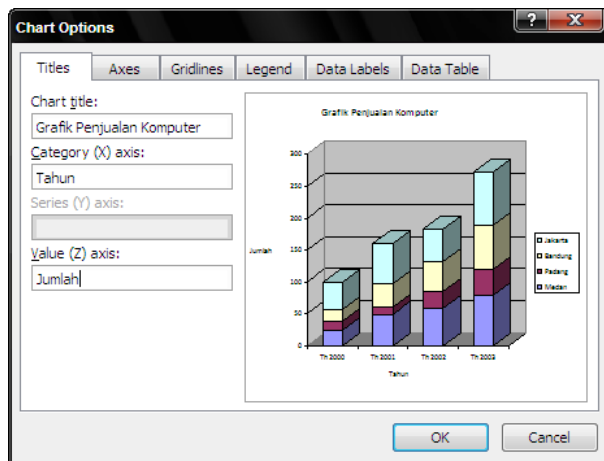 Chart Options
Titles Axes Gridlines Legend Data Labels Data Table
Chart title:
Grafik Penjualan Komputer
Category (X) axis:
Tahun
Series (Y) axis:
Value (Z) axis:
Jumlah
Grafik Penjualan Komputer
300
250
200
150
100
50
0
Jumlah
Th 2000 Th 2001 Th 2002 Th 2003
Tahun
Jakarta
Bandung
Padang
Medan
OK Cancel